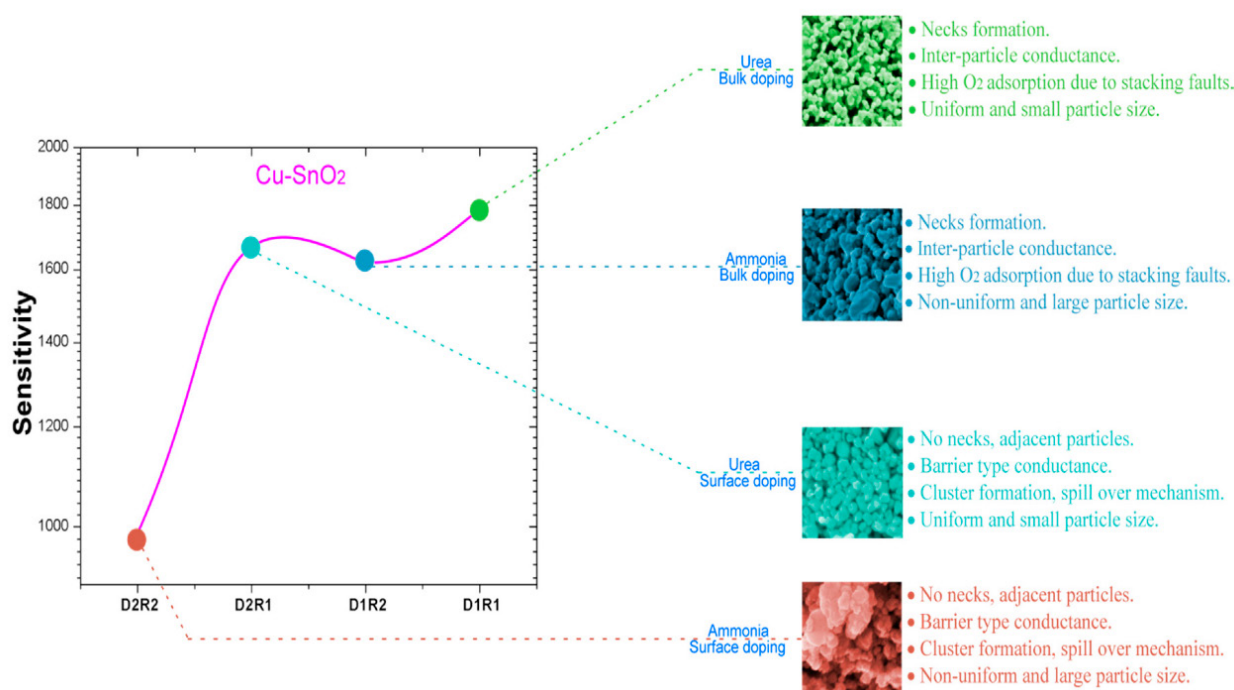 Urea
Bulk doping
• Necks formation.
• Inter-particle conductance.
• High O₂ adsorption due to stacking faults.
• Uniform and small particle size.
Cu-SnO₂
2000
1800
1600
1400
1200
1000
Sensitivity
D2R2 D2R1 D1R2 D1R1
Ammonia
Bulk doping
• Necks formation.
• Inter-particle conductance.
• High O₂ adsorption due to stacking faults.
• Non-uniform and large particle size.
Urea
Surface doping
• No necks, adjacent particles.
• Barrier type conductance.
• Cluster formation, spill over mechanism.
• Uniform and small particle size.
Ammonia
Surface doping
• No necks, adjacent particles.
• Barrier type conductance.
• Cluster formation, spill over mechanism.
• Non-uniform and large particle size.